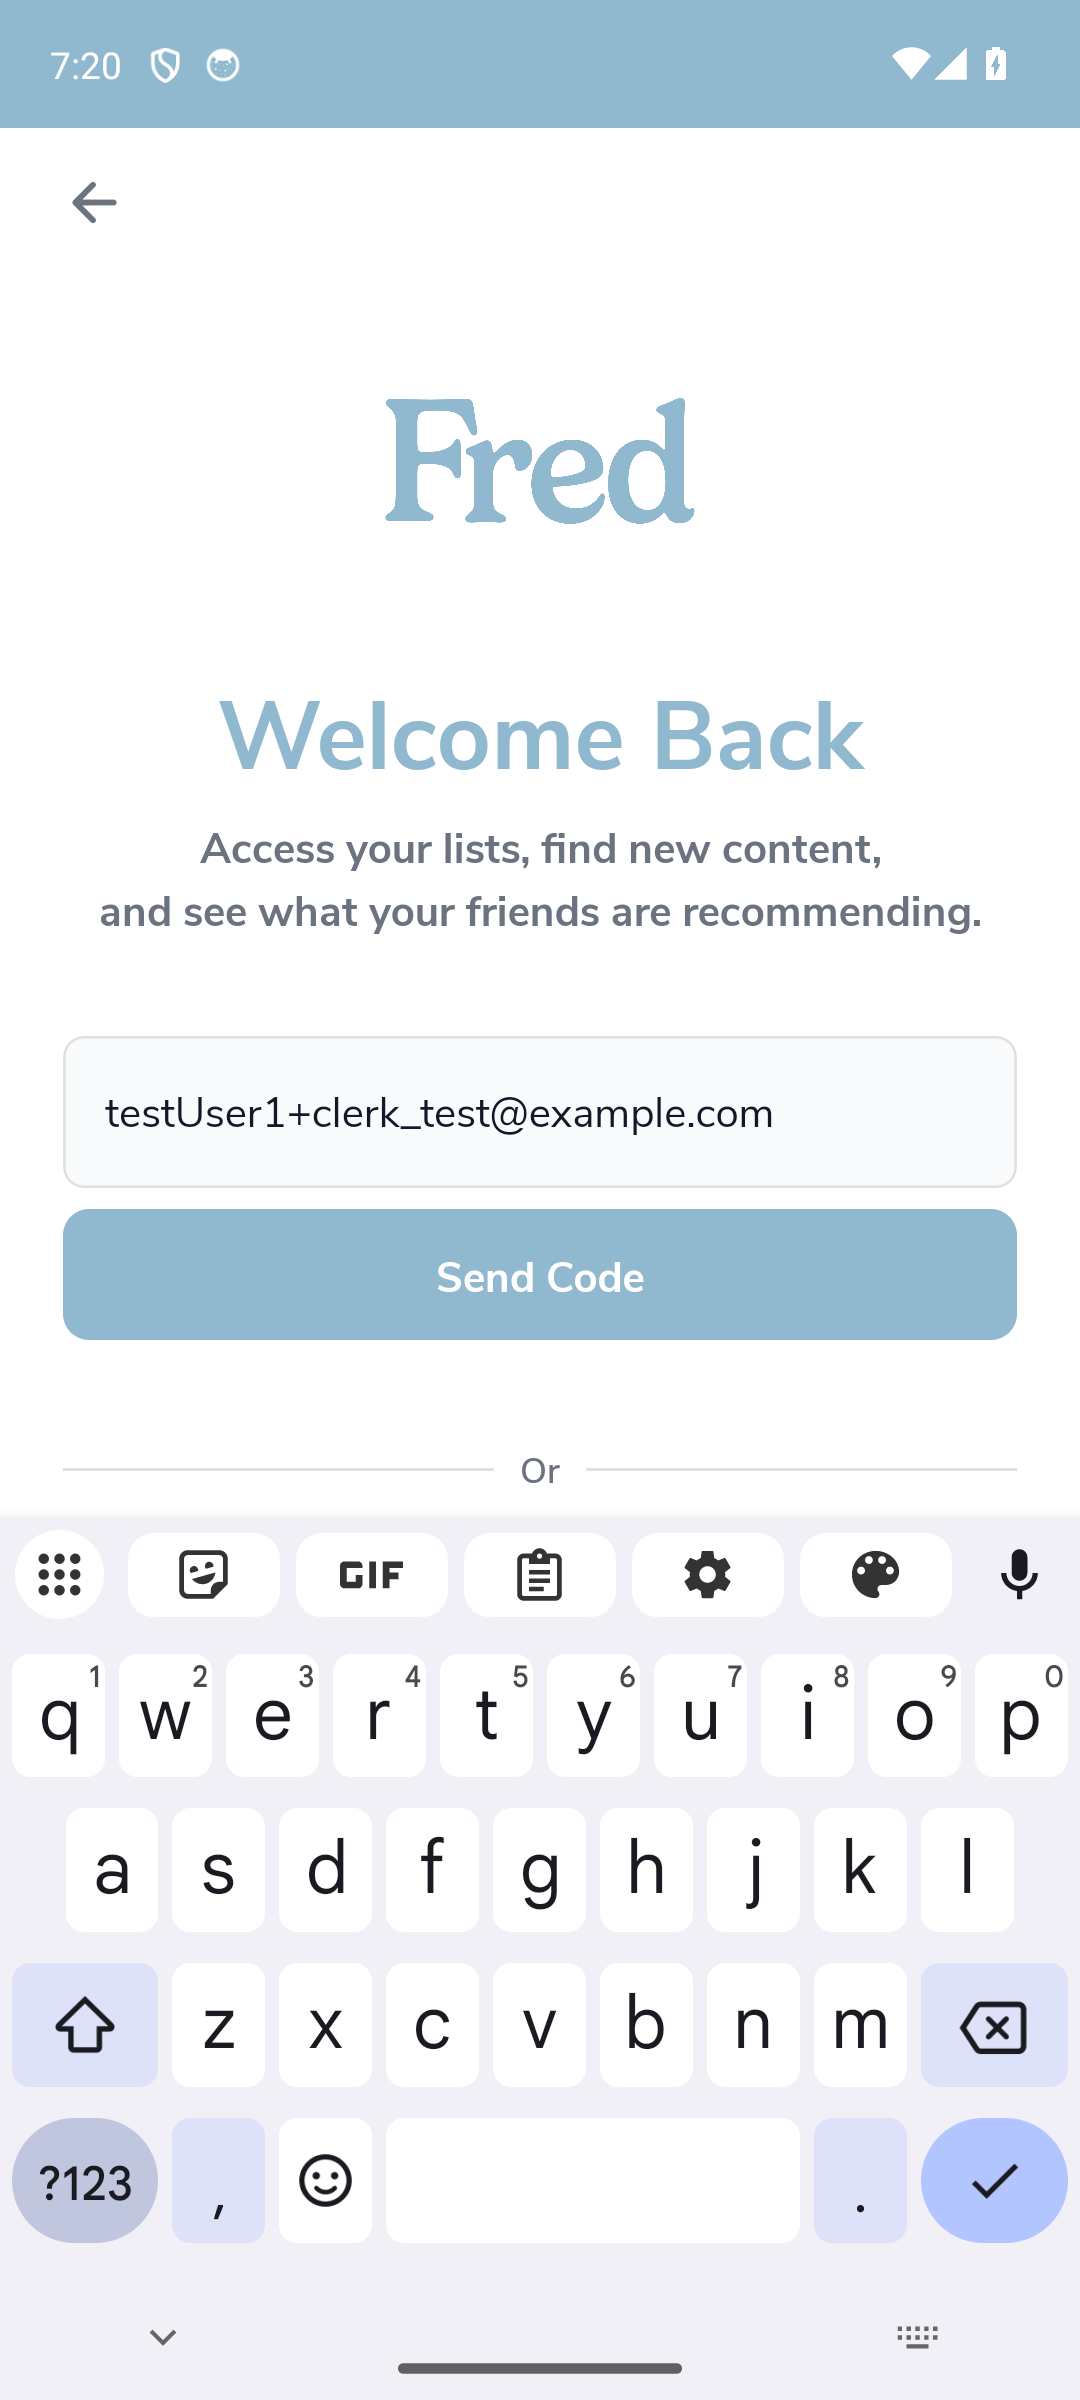 7:20
Fred
Welcome Back
Access your lists, find new content,
and see what your friends are recommending.
testUser1+clerk_test@example.com
Send Code
Or
GIF
q 1 w 2 e 3 r 4 t 5 y 6 u 7 i 8 o 9 p 0
a s d f g h j k l
z x c v b n m
?123 , .